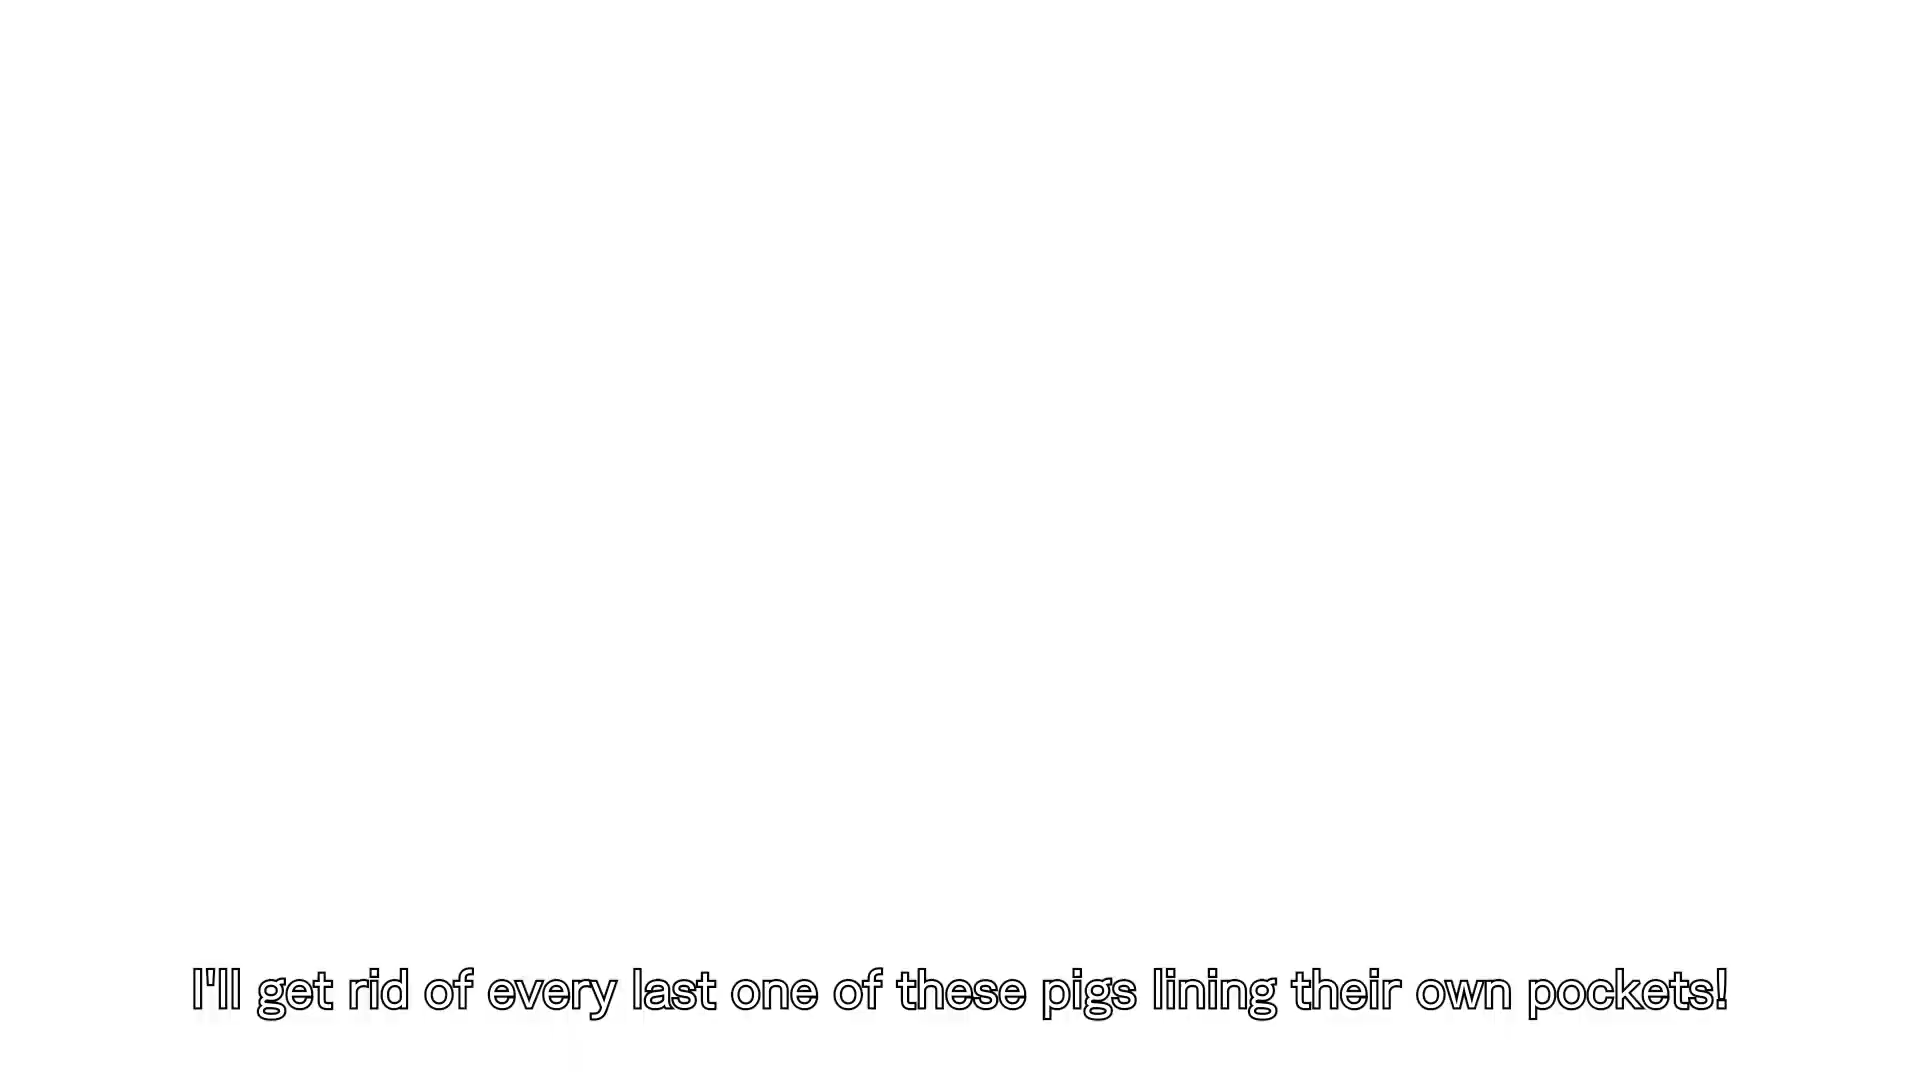 I'll get rid of every last one of these pigs lining their own pockets!